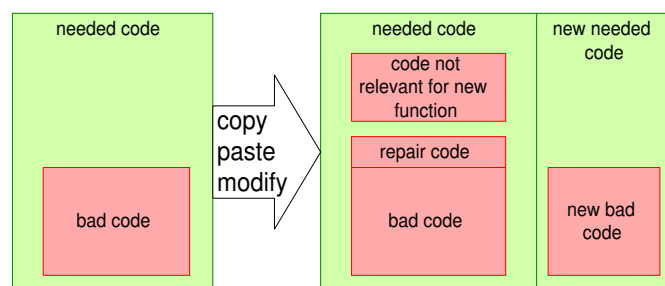 needed code
bad code
copy
paste
modify
needed code
code not
relevant for new
function
repair code
bad code
new needed
code
new bad
code